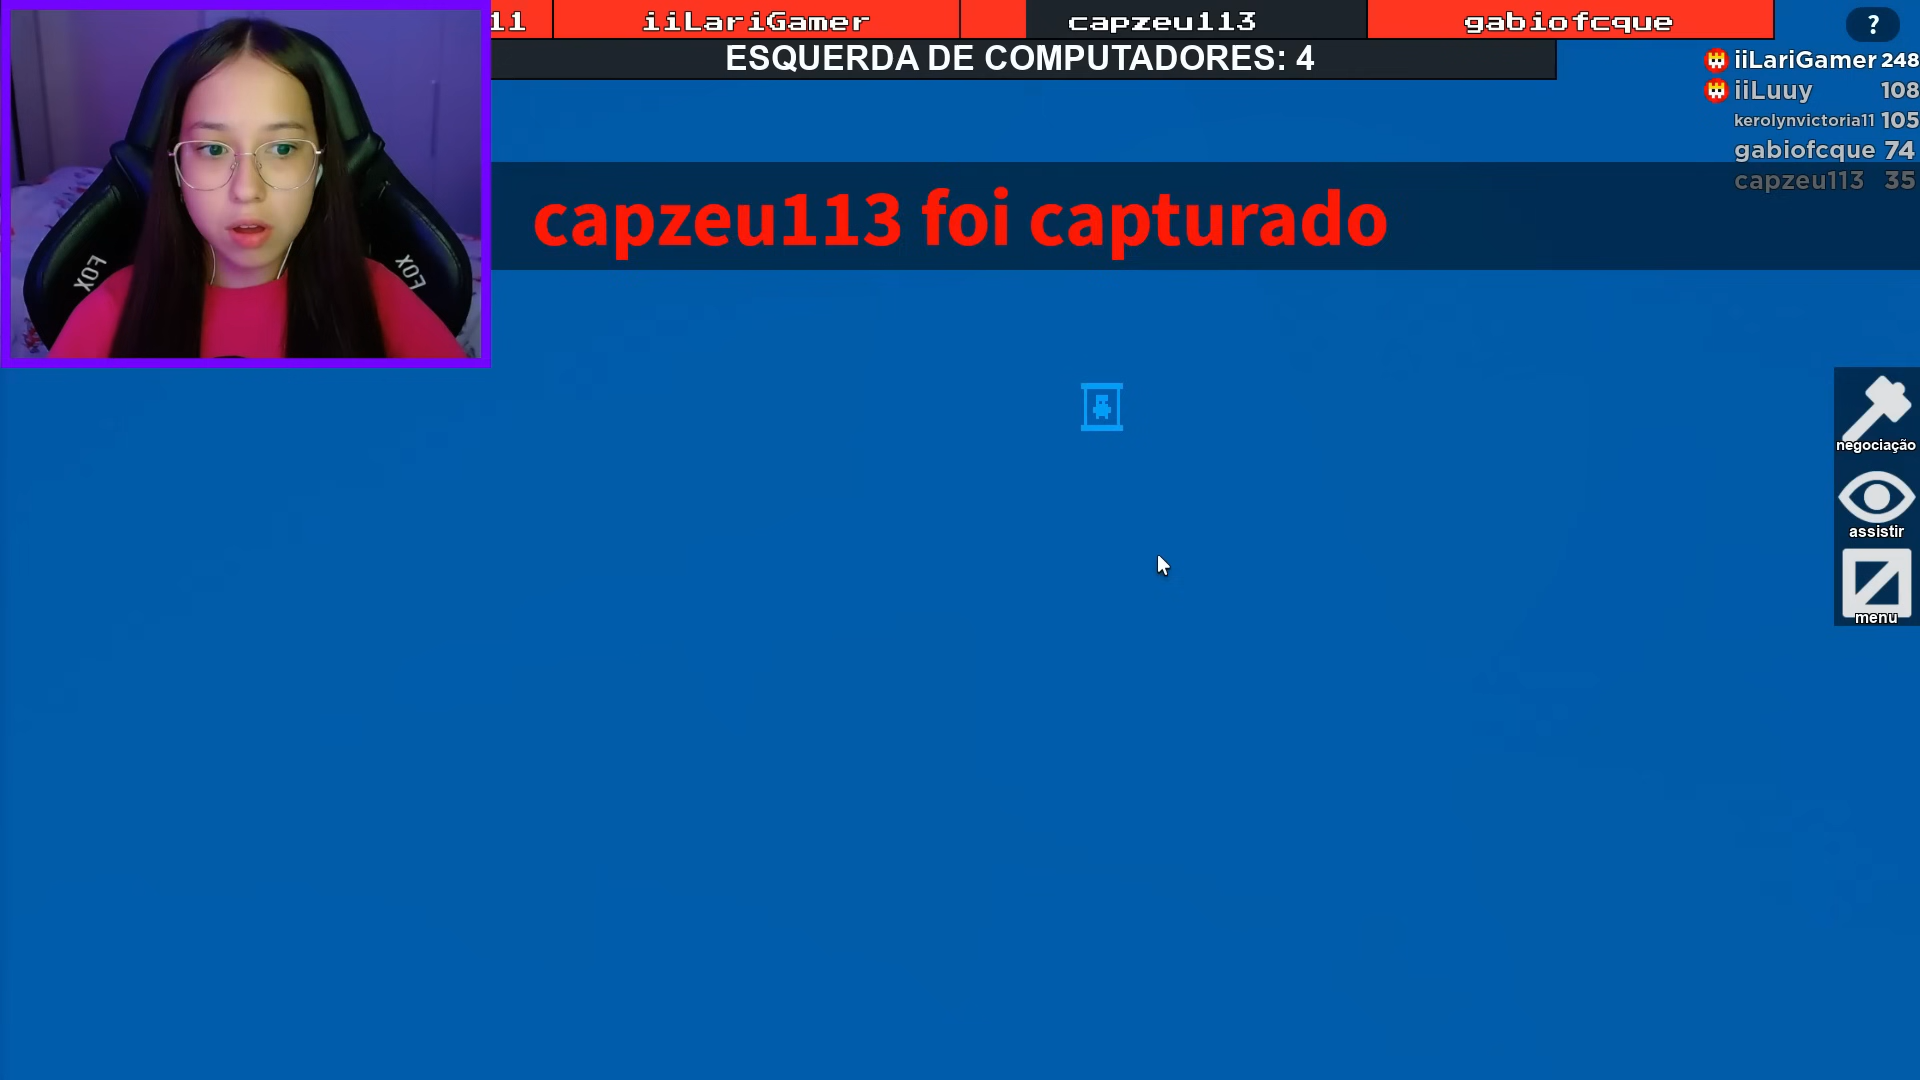 11
iiLariGamer
capzeu113
gabiofcque
?
ESQUERDA DE COMPUTADORES: 4
iiLariGamer 248
iiLuuy 108
kerolynvictoria11 105
gabiofcque 74
capzeu113 35
capzeu113 foi capturado
FOX
FOX
negociação
assistir
menu